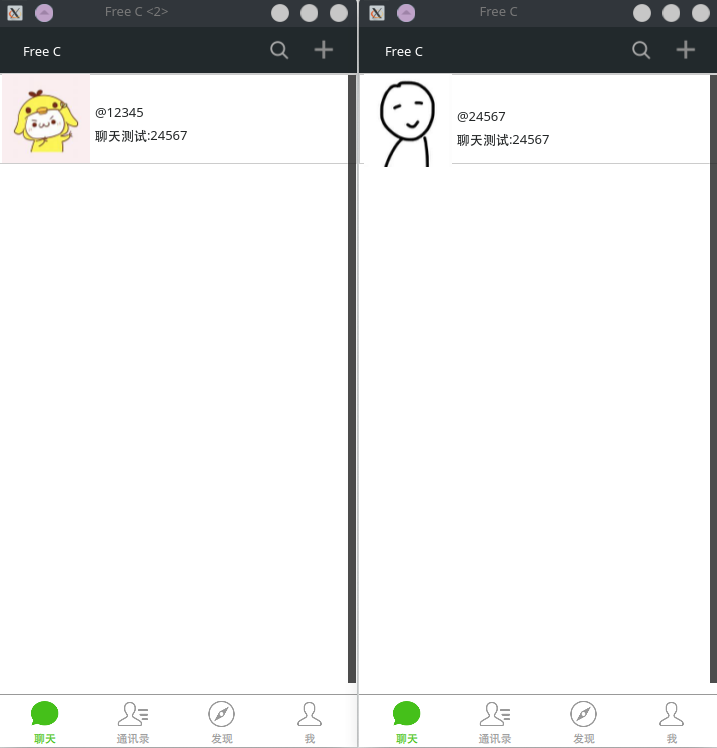 Free C <2>
Free C
@12345
聊天测试:24567
聊天
通讯录
发现
我
Free C
Free C
@24567
聊天测试:24567
聊天
通讯录
发现
我